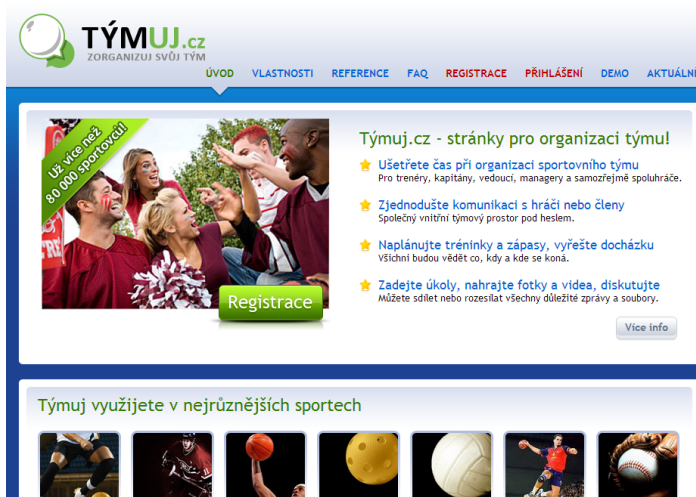 TÝMUJ.cz
ZORGANIZUJ SVŮJ TÝM
ÚVOD VLASTNOSTI REFERENCE FAQ REGISTRACE PŘIHLÁŠENÍ DEMO AKTUÁLNÍ
Už více než
80 000 sportovců!
Registrace
Týmuj.cz - stránky pro organizaci týmu!
Ušetřete čas při organizaci sportovního týmu
Pro trenéry, kapitány, vedoucí, managery a samozřejmě spoluhráče.
Zjednodušte komunikaci s hráči nebo členy
Společný vnitřní týmový prostor pod heslem.
Naplánujte tréninky a zápasy, vyřešte docházku
Všichni budou vědět co, kdy a kde se koná.
Zadejte úkoly, nahrajte fotky a videa, diskutujte
Můžete sdílet nebo rozesílat všechny důležité zprávy a soubory.
Více info
Týmuj využijete v nejrůznějších sportech